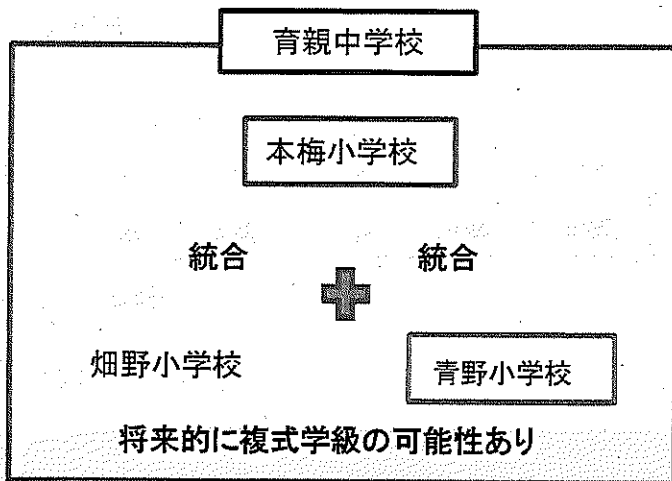 育親中学校
本梅小学校
統合 統合
畑野小学校 青野小学校
将来的に複式学級の可能性あり